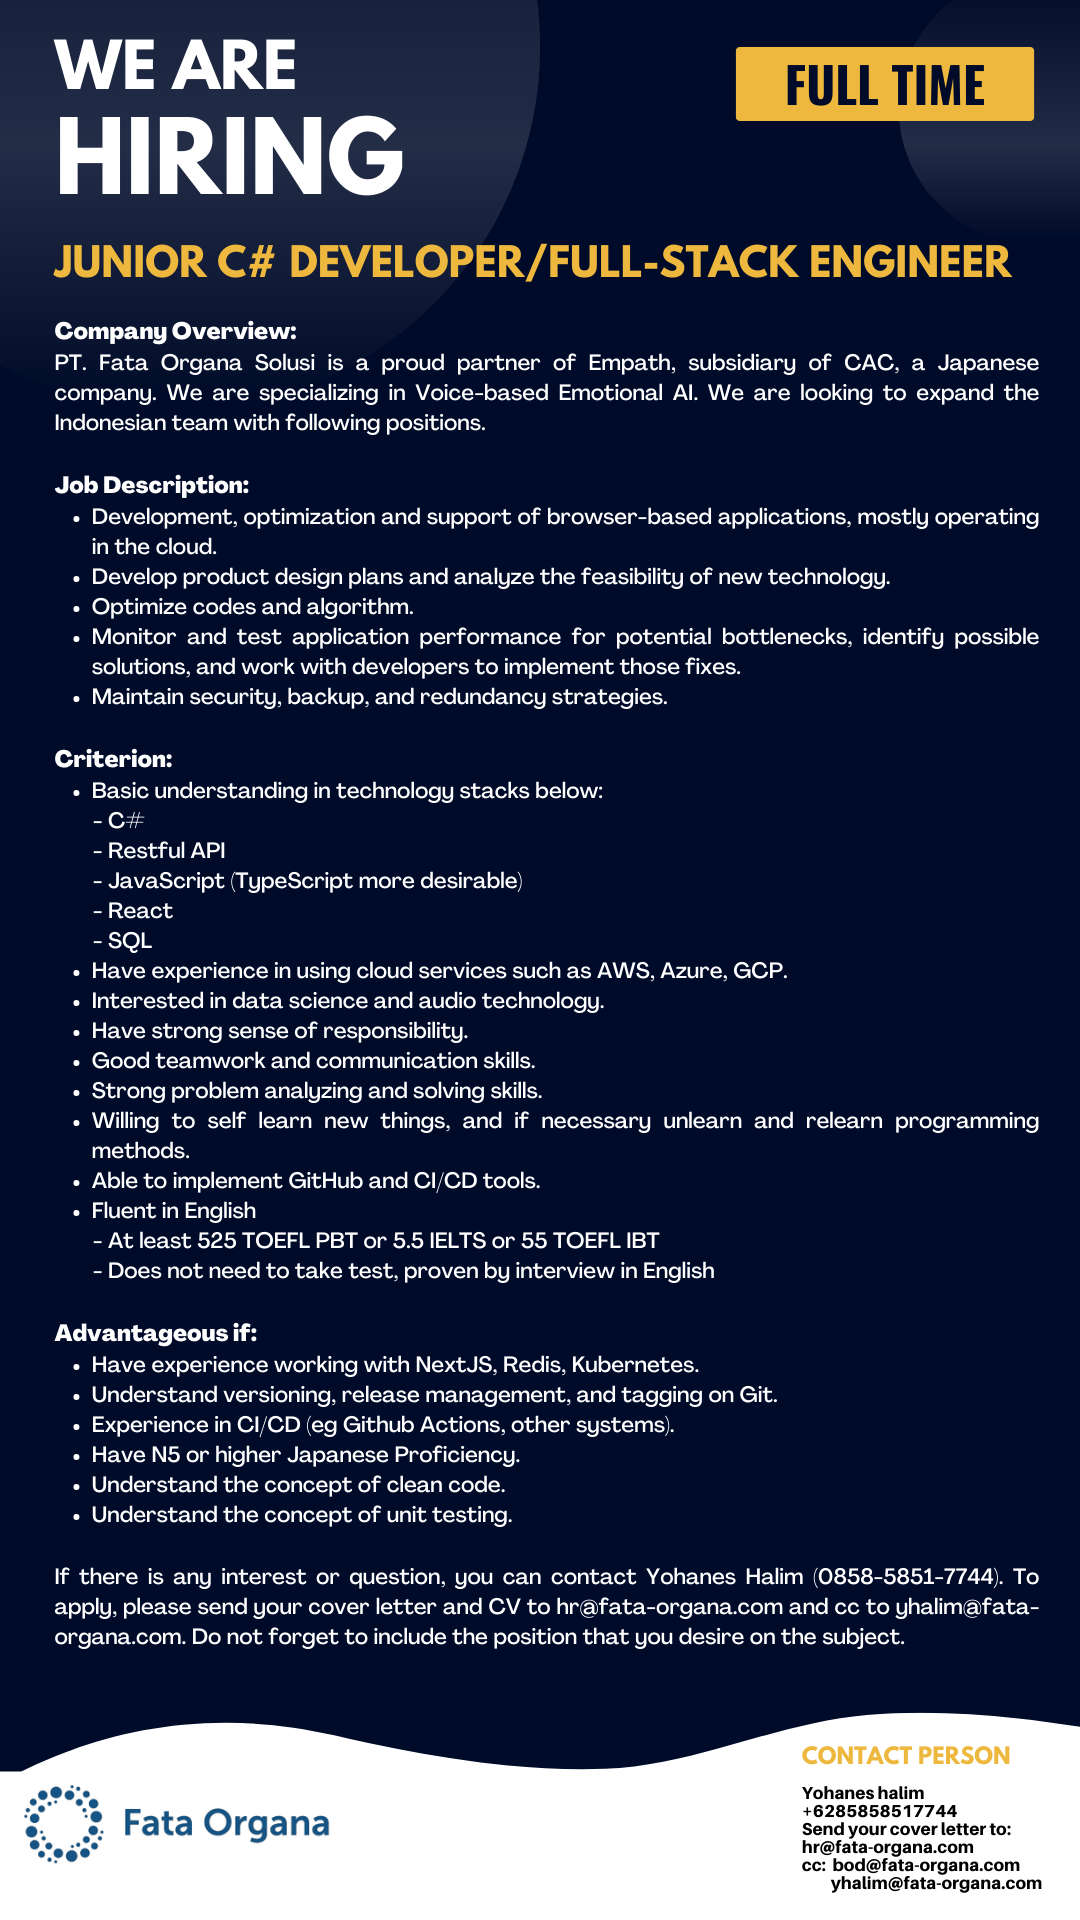 WE ARE
HIRING
FULL TIME
JUNIOR C# DEVELOPER/FULL-STACK ENGINEER
Company Overview:
PT. Fata Organa Solusi is a proud partner of Empath, subsidiary of CAC, a Japanese
company. We are specializing in Voice-based Emotional AI. We are looking to expand the
Indonesian team with following positions.
Job Description:
• Development, optimization and support of browser-based applications, mostly operating
in the cloud.
• Develop product design plans and analyze the feasibility of new technology.
• Optimize codes and algorithm.
• Monitor and test application performance for potential bottlenecks, identify possible
solutions, and work with developers to implement those fixes.
• Maintain security, backup, and redundancy strategies.
Criterion:
• Basic understanding in technology stacks below:
- C#
- Restful API
- JavaScript (TypeScript more desirable)
- React
- SQL
• Have experience in using cloud services such as AWS, Azure, GCP.
• Interested in data science and audio technology.
• Have strong sense of responsibility.
• Good teamwork and communication skills.
• Strong problem analyzing and solving skills.
• Willing to self learn new things, and if necessary unlearn and relearn programming
methods.
• Able to implement GitHub and CI/CD tools.
• Fluent in English
- At least 525 TOEFL PBT or 5.5 IELTS or 55 TOEFL IBT
- Does not need to take test, proven by interview in English
Advantageous if:
• Have experience working with NextJS, Redis, Kubernetes.
• Understand versioning, release management, and tagging on Git.
• Experience in CI/CD (eg Github Actions, other systems).
• Have N5 or higher Japanese Proficiency.
• Understand the concept of clean code.
• Understand the concept of unit testing.
If there is any interest or question, you can contact Yohanes Halim (0858-5851-7744). To
apply, please send your cover letter and CV to hr@fata-organa.com and cc to yhalim@fata-
organa.com. Do not forget to include the position that you desire on the subject.
Fata Organa
CONTACT PERSON
Yohanes halim
+6285858517744
Send your cover letter to:
hr@fata-organa.com
cc: bod@fata-organa.com
yhalim@fata-organa.com